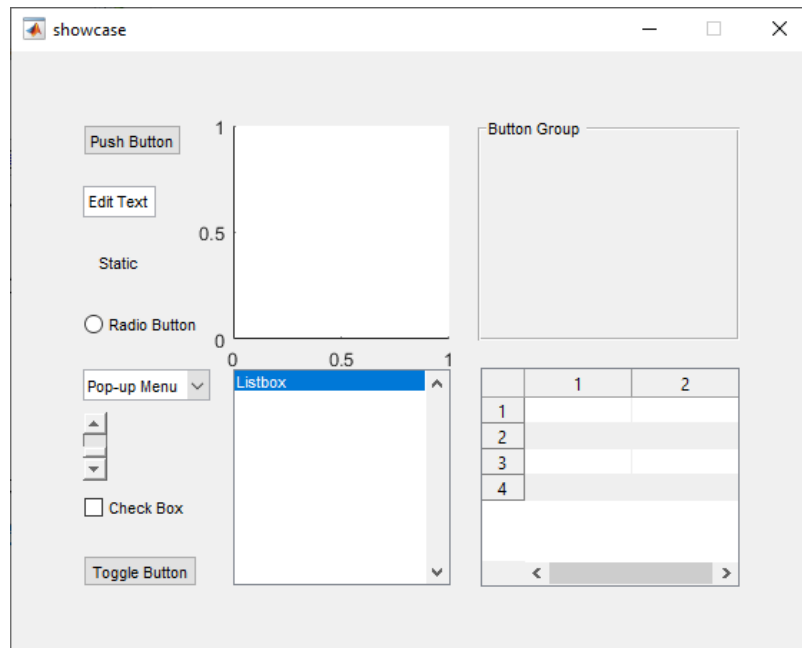 showcase
Push Button
Edit Text
Static
Radio Button
Pop-up Menu
Check Box
Toggle Button
1
0.5
0
0 0.5 1
Listbox
Button Group
1 2
1
2
3
4